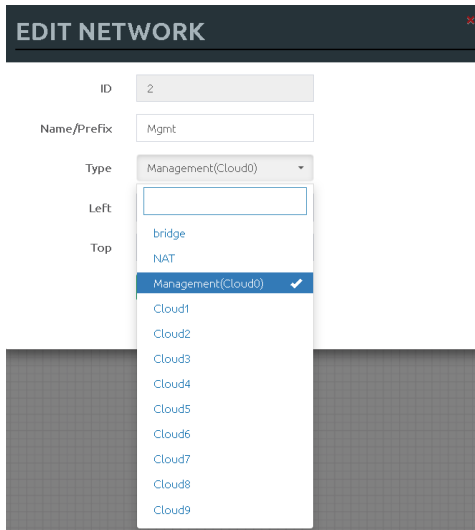 EDIT NETWORK
ID
2
Name/Prefix
Mgmt
Type
Management(Cloud0)
Left
Top
bridge
NAT
Management(Cloud0)
Cloud1
Cloud2
Cloud3
Cloud4
Cloud5
Cloud6
Cloud7
Cloud8
Cloud9